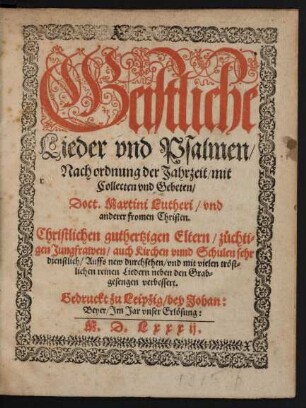 Geistliche
Lieder vnd Psalmen/
Nach ordnung der Jahrzeit/mit
Collecten vnd Gebeten/
Doct. Martini Lutheri/vnd
anderer fromen Christen.
Christlichen guthertzigen Eltern/züchti-
gen Jungfrawen/auch Kirchen vnnd Schulen sehr
dienstlich/Auffs new durchsehen/vnd mit vielen tröst-
lichen reinen Liedern neben den Grab-
gesengen verbessert.
Gedruckt zu Leipzig/bey Johan:
Beyer/Im Jar vnser Erlösung:
M. D. Lxxxij.